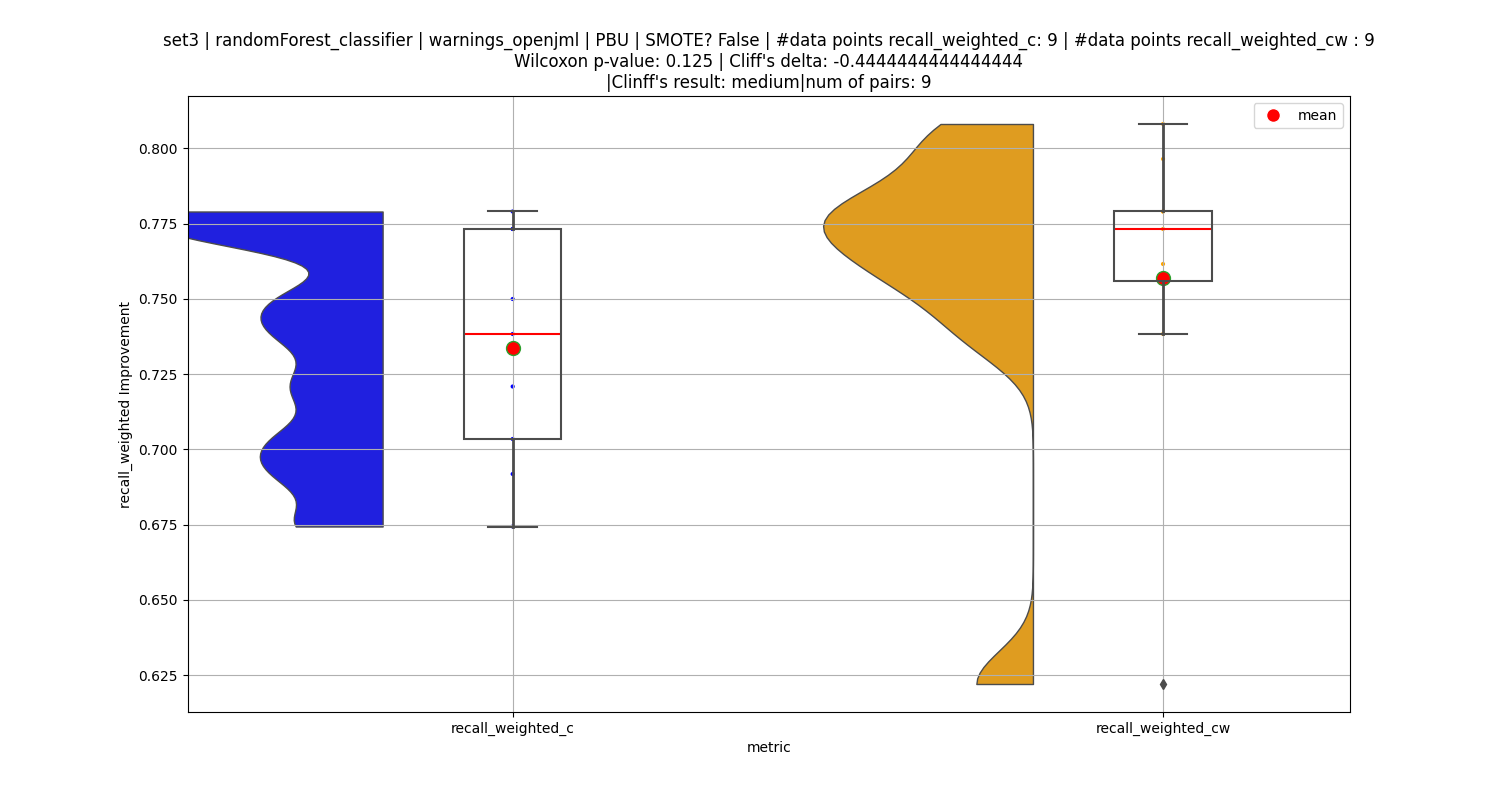 set3 | randomForest_classifier | warnings_openjml | PBU | SMOTE? False | #data points recall_weighted_c: 9 | #data points recall_weighted_cw : 9
Wilcoxon p-value: 0.125 | Cliff's delta: -0.4444444444444444
|Clinff's result: medium|num of pairs: 9
mean
0.800
0.775
0.750
0.725
0.700
0.675
0.650
0.625
recall_weighted Improvement
recall_weighted_c
recall_weighted_cw
metric